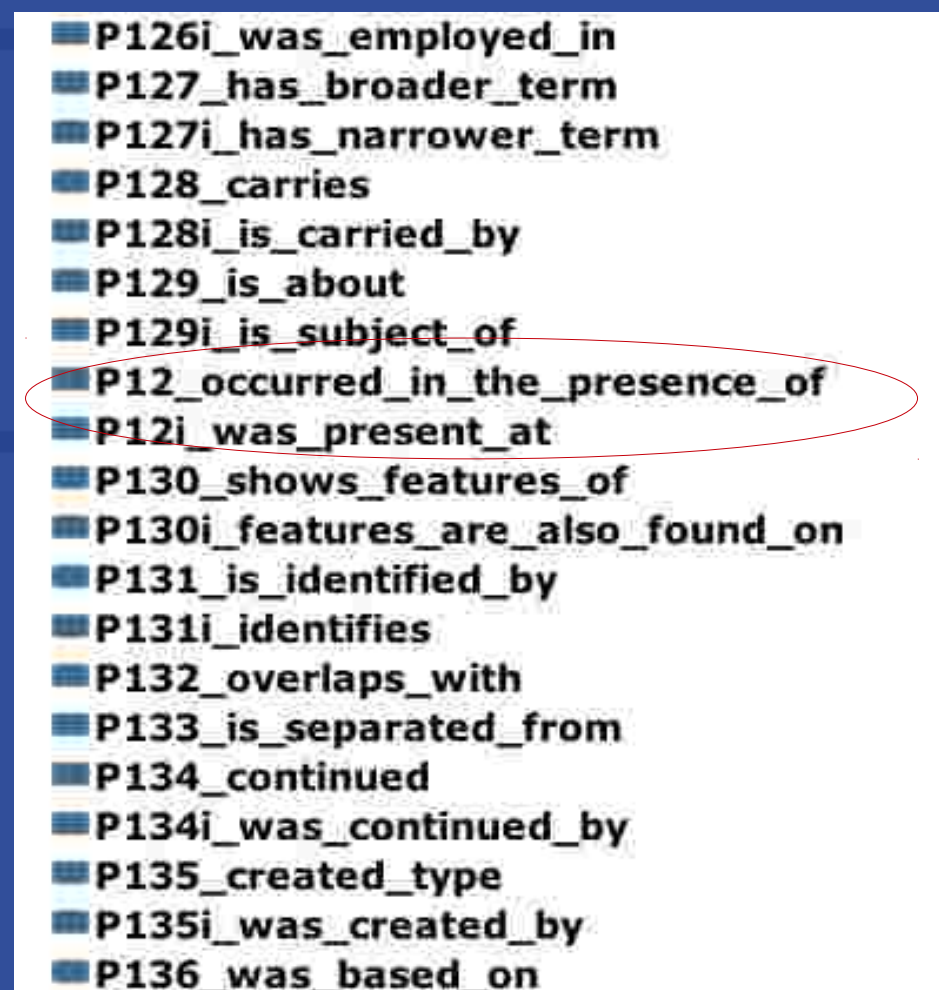 P126i_was_employed_in
P127_has_broader_term
P127i_has_narrower_term
P128_carries
P128i_is_carried_by
P129_is_about
P129i_is_subject_of
P12_occurred_in_the_presence_of
P12i_was_present_at
P130_shows_features_of
P130i_features_are_also_found_on
P131_is_identified_by
P131i_identifies
P132_overlaps_with
P133_is_separated_from
P134_continued
P134i_was_continued_by
P135_created_type
P135i_was_created_by
P136_was_based_on